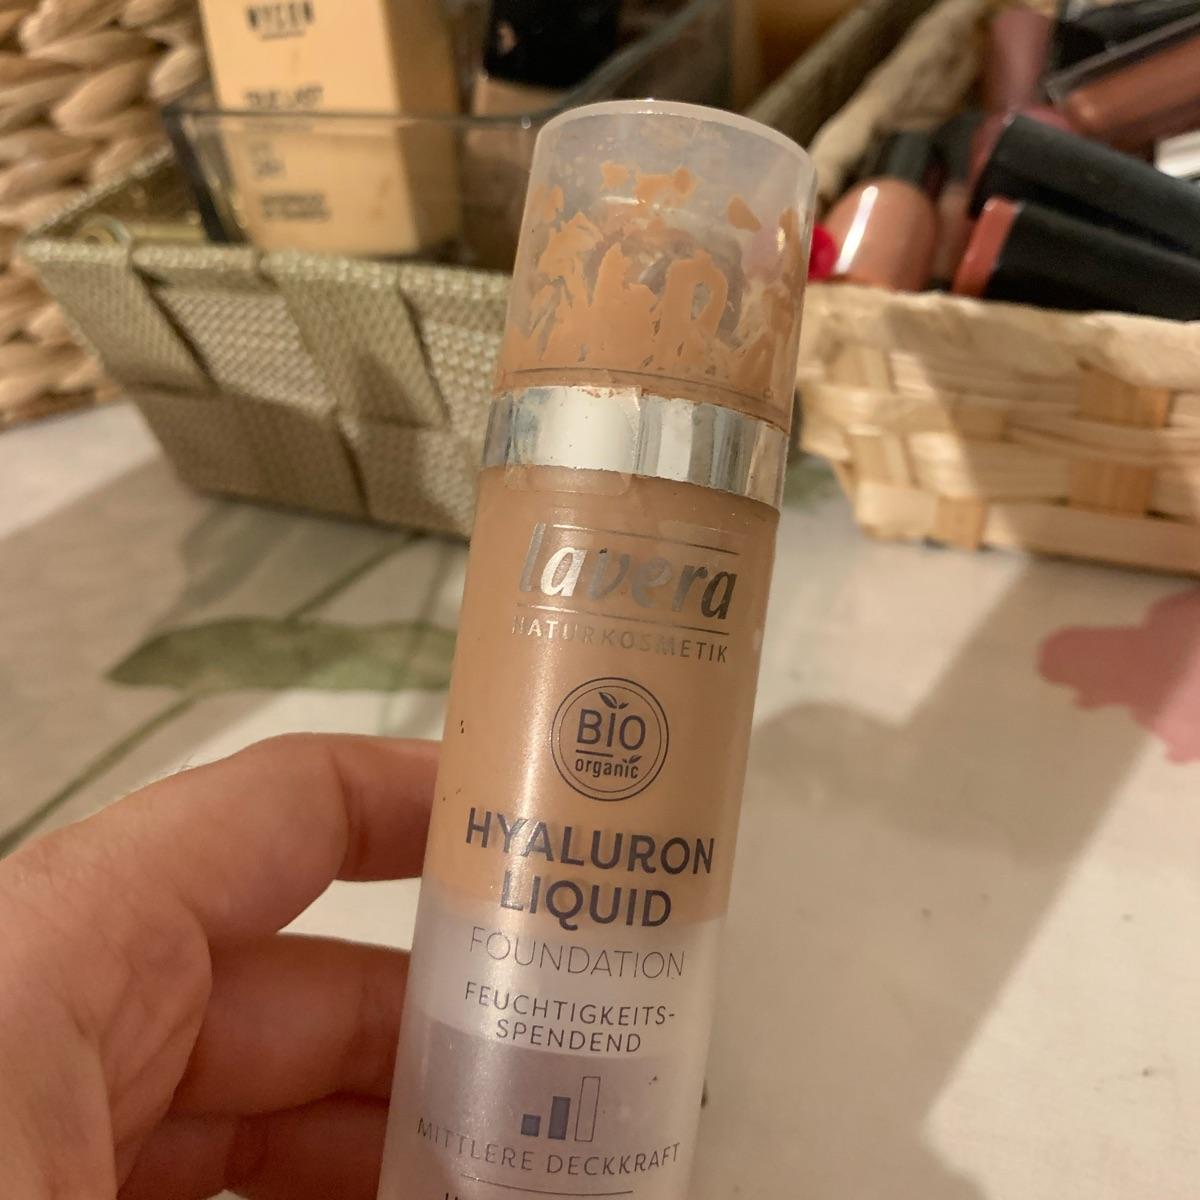 lavera
NATURKOSMETIK
BIO
organic
HYALURON
LIQUID
FOUNDATION
FEUCHTIGKEITS-
SPENDEND
MITTLERE DECKKRAFT